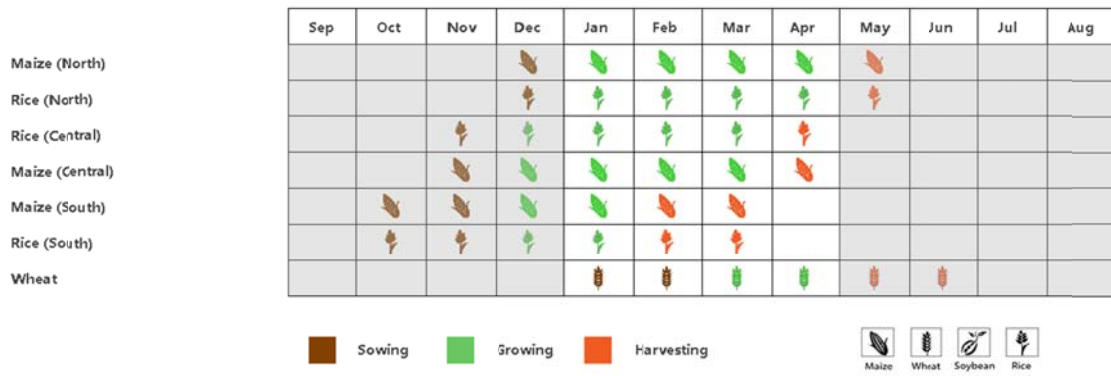 Sep Oct Nov Dec Jan Feb Mar Apr May Jun Jul Aug
Maize (North)
Rice (North)
Rice (Central)
Maize (Central)
Maize (South)
Rice (South)
Wheat
Sowing Growing Harvesting
Maize Wheat Soybean Rice